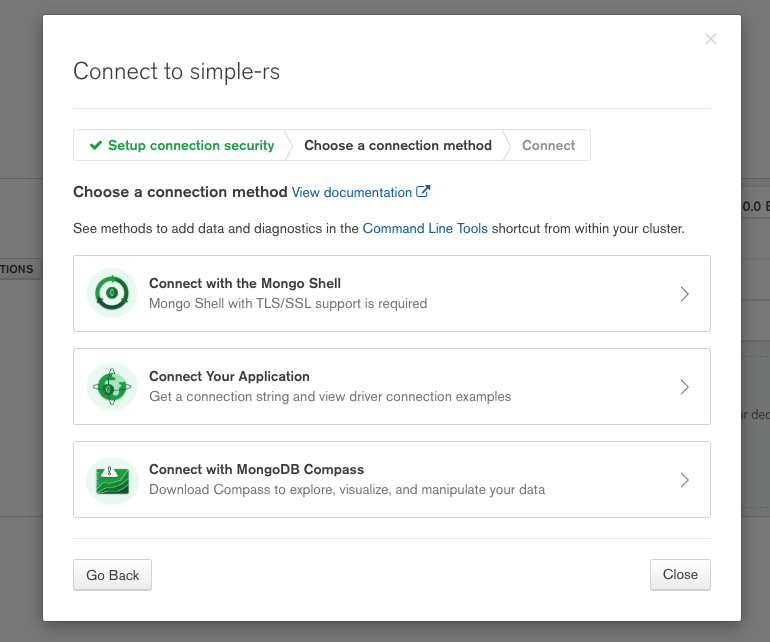 Connect to simple-rs
Setup connection security
Choose a connection method
Connect
Choose a connection method View documentation
See methods to add data and diagnostics in the Command Line Tools shortcut from within your cluster.
Connect with the Mongo Shell
Mongo Shell with TLS/SSL support is required
Connect Your Application
Get a connection string and view driver connection examples
Connect with MongoDB Compass
Download Compass to explore, visualize, and manipulate your data
Go Back
Close
0.0
TIONS